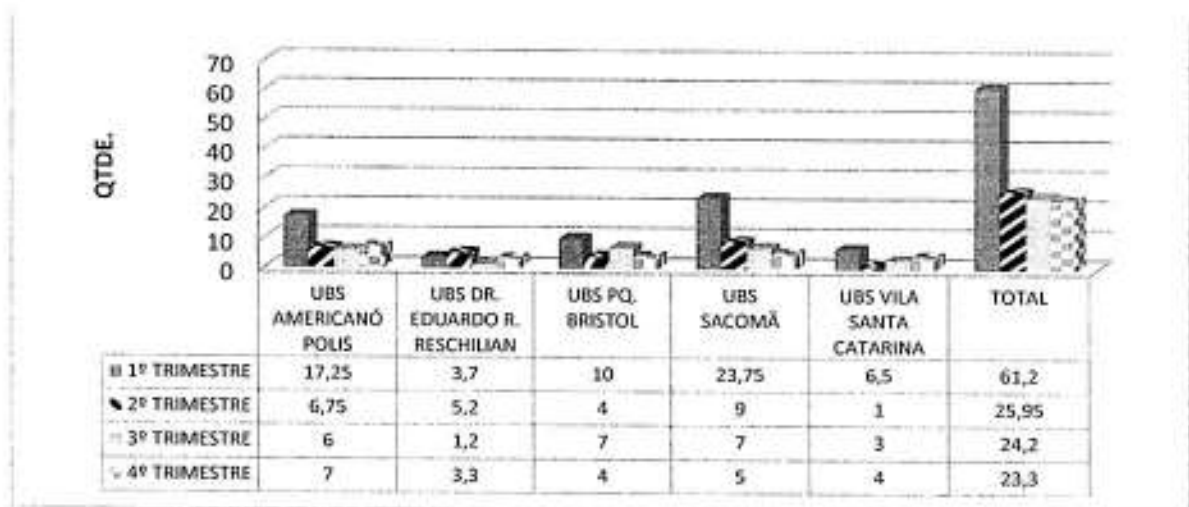 70
60
50
40
30
20
10
0
QTDE.
UBS AMERICANÓ POLIS
UBS DR. EDUARDO R. RESCHILIAN
UBS PQ. BRISTOL
UBS SACOMÃ
UBS VILA SANTA CATARINA
TOTAL
1º TRIMESTRE 17,25 3,7 10 23,75 6,5 61,2
2º TRIMESTRE 6,75 5,2 4 9 1 25,95
3º TRIMESTRE 6 1,2 7 7 3 24,2
4º TRIMESTRE 7 3,3 4 5 4 23,3